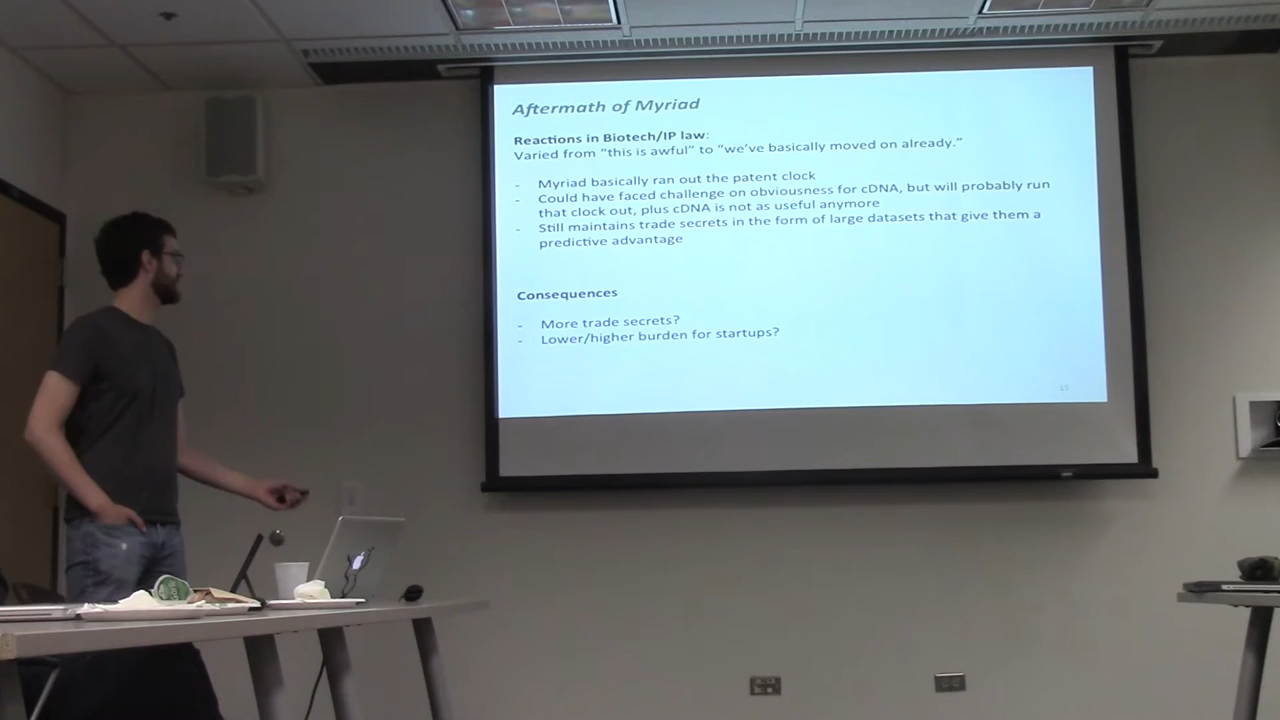 Aftermath of Myriad
Reactions in Biotech/IP law:
Varied from “this is awful” to “we’ve basically moved on already.”
- Myriad basically ran out the patent clock
- Could have faced challenge on obviousness for cDNA, but will probably run
that clock out, plus cDNA is not as useful anymore
- Still maintains trade secrets in the form of large datasets that give them a
predictive advantage
Consequences
- More trade secrets?
- Lower/higher burden for startups?